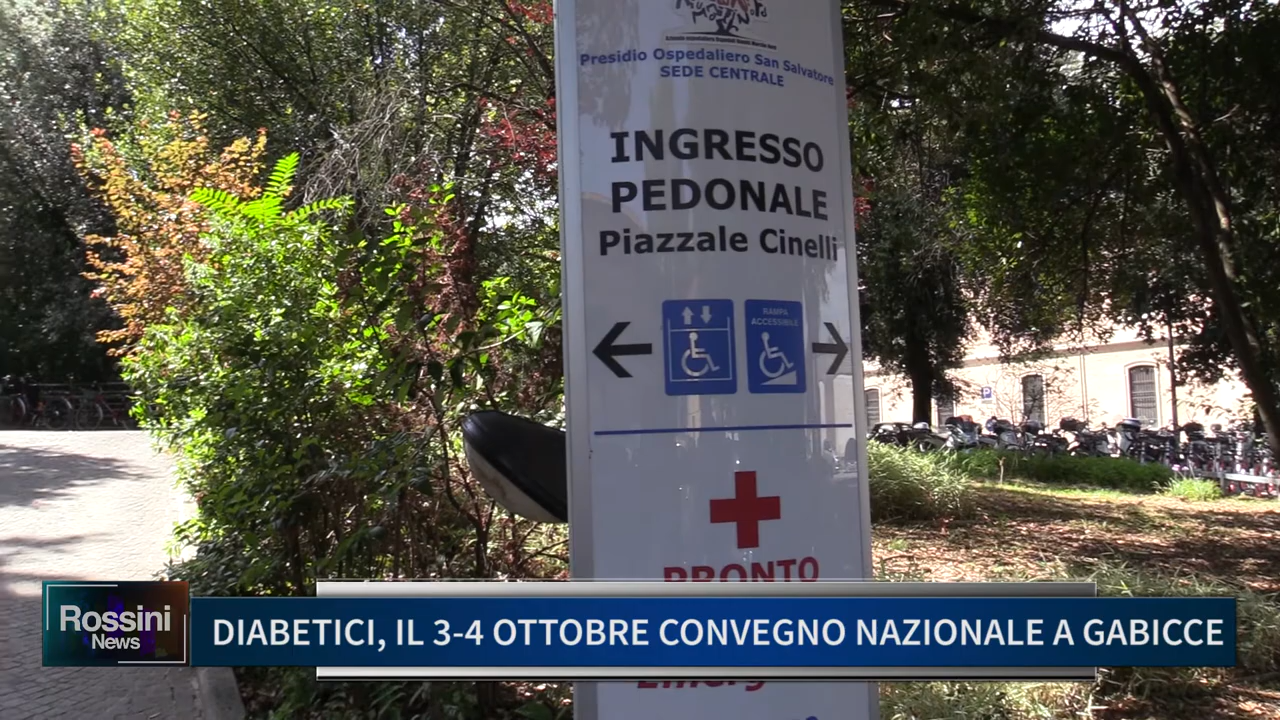 Presidio Ospedaliero San Salvatore
SEDE CENTRALE
INGRESSO
PEDONALE
Piazzale Cinelli
RAMPA
ACCESSIBILE
P
PRONTO
Rossini
News
DIABETICI, IL 3-4 OTTOBRE CONVEGNO NAZIONALE A GABICCE